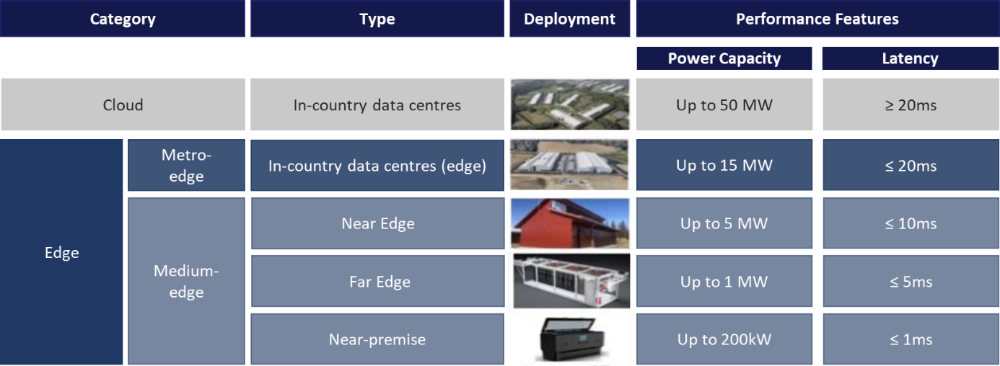 Category Type Deployment Performance Features
Power Capacity Latency
Cloud In-country data centres Up to 50 MW ≥ 20ms
Edge
Metro-
edge
In-country data centres (edge) Up to 15 MW ≤ 20ms
Medium-
edge
Near Edge Up to 5 MW ≤ 10ms
Far Edge Up to 1 MW ≤ 5ms
Near-premise Up to 200kW ≤ 1ms